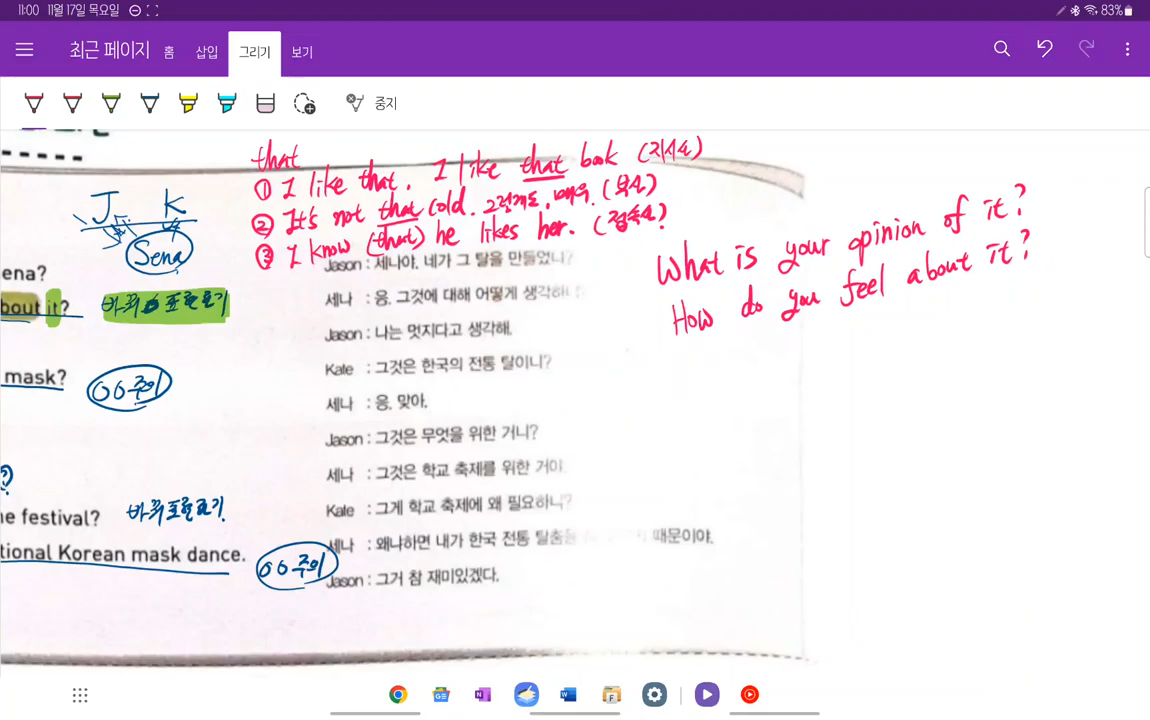 11:00 11월 17일 목요일
83%
최근 페이지 홈 삽입 그리기 보기
중지
that
① I like that. I like that book (지시사)
② It's not that cold. 그렇게도, 매우. (부사)
③ I know (that) he likes her. (접속사)
What is your opinion of it?
How do you feel about it?
J K
Sena
ena?
bout it? 바꿔 표현하기
mask? 주의
?
he festival? 바꿔 표현하기
tional Korean mask dance. 주의
Jason : 세나야, 네가 그 탈을 만들었니?
세나 : 응. 그것에 대해 어떻게 생각하니
Jason : 나는 멋지다고 생각해.
Kate : 그것은 한국의 전통 탈이니?
세나 : 응, 맞아.
Jason : 그것은 무엇을 위한 거니?
세나 : 그것은 학교 축제를 위한 거야
Kate : 그게 학교 축제에 왜 필요하니?
세나 : 왜냐하면 내가 한국 전통 탈춤을 때문이야.
Jason : 그거 참 재미있겠다.